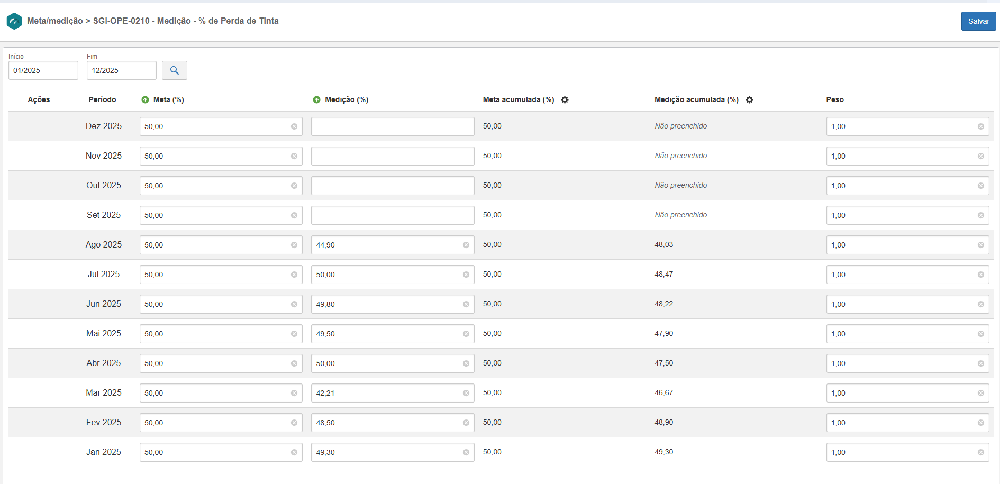 Meta/medição > SGI-OPE-0210 - Medição - % de Perda de Tinta
Salvar
Início Fim
01/2025 12/2025
Ações Período Meta (%) Medição (%) Meta acumulada (%) Medição acumulada (%) Peso
Dez 2025 50,00 50,00 Não preenchido 1,00
Nov 2025 50,00 50,00 Não preenchido 1,00
Out 2025 50,00 50,00 Não preenchido 1,00
Set 2025 50,00 50,00 Não preenchido 1,00
Ago 2025 50,00 44,90 50,00 48,03 1,00
Jul 2025 50,00 50,00 50,00 48,47 1,00
Jun 2025 50,00 49,80 50,00 48,22 1,00
Mai 2025 50,00 49,50 50,00 47,90 1,00
Abr 2025 50,00 50,00 50,00 47,50 1,00
Mar 2025 50,00 42,21 50,00 46,67 1,00
Fev 2025 50,00 48,50 50,00 48,90 1,00
Jan 2025 50,00 49,30 50,00 49,30 1,00